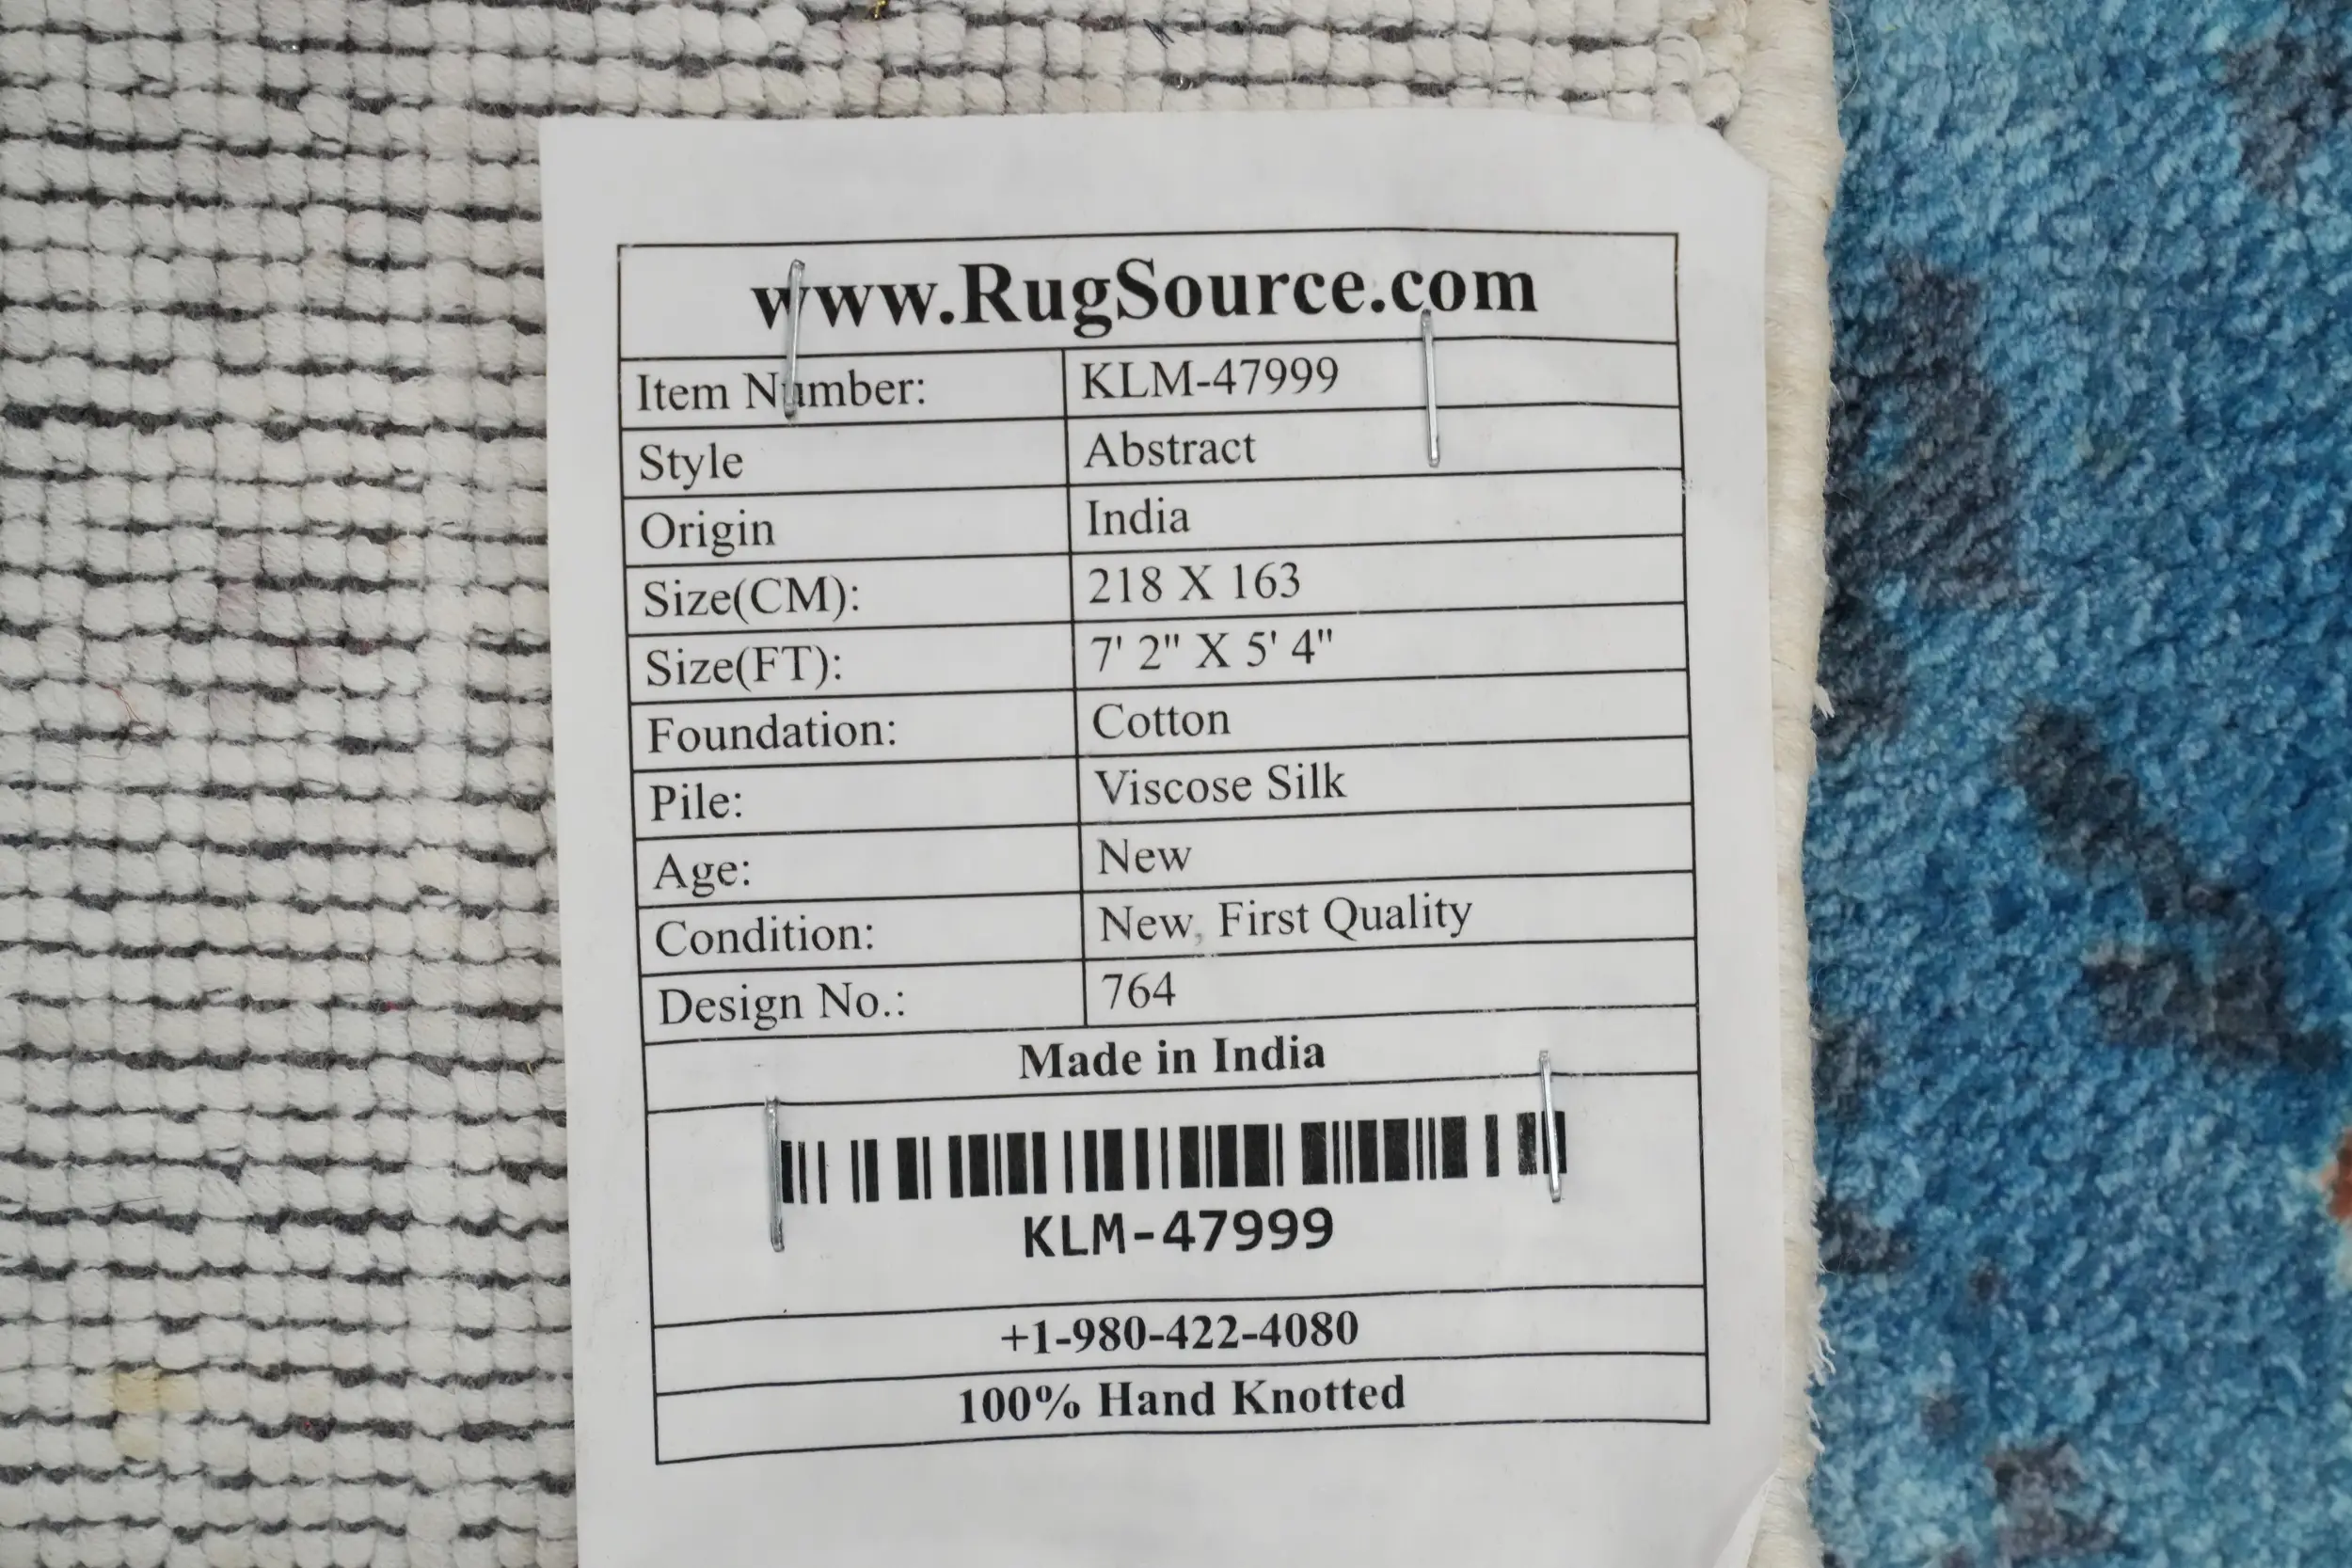 www.RugSource.com
Item Number: KLM-47999
Style Abstract
Origin India
Size(CM): 218 X 163
Size(FT): 7' 2" X 5' 4"
Foundation: Cotton
Pile: Viscose Silk
Age: New
Condition: New, First Quality
Design No.: 764
Made in India
KLM-47999
+1-980-422-4080
100% Hand Knotted